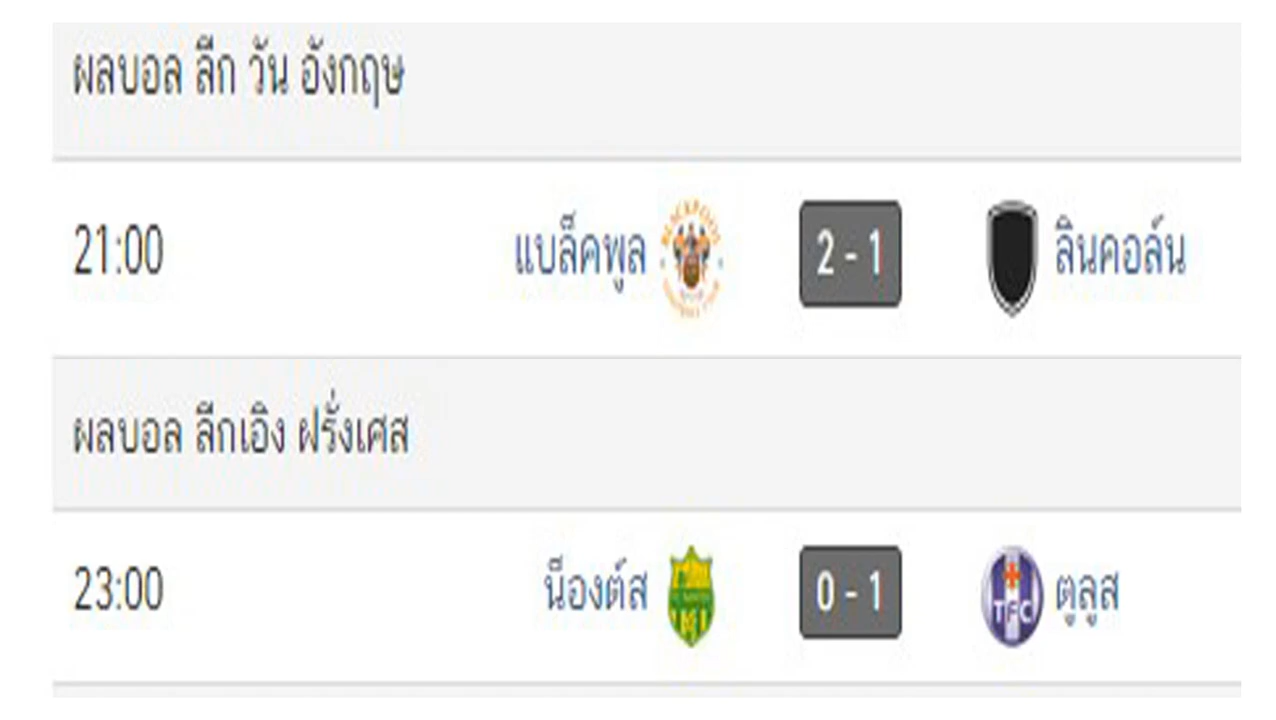 ผลบอล ลีก วัน อังกฤษ
21:00 แบล็คพูล 2 - 1 ลินคอล์น
ผลบอล ลีกเอิง ฝรั่งเศส
23:00 น็องต์ส 0 - 1 TFC ตูลูส